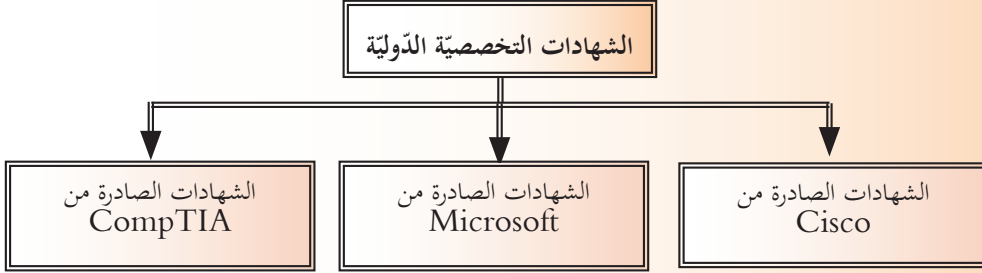 الشهادات التخصصيّة الدّوليّة
الشهادات الصادرة من
Cisco
الشهادات الصادرة من
Microsoft
الشهادات الصادرة من
CompTIA